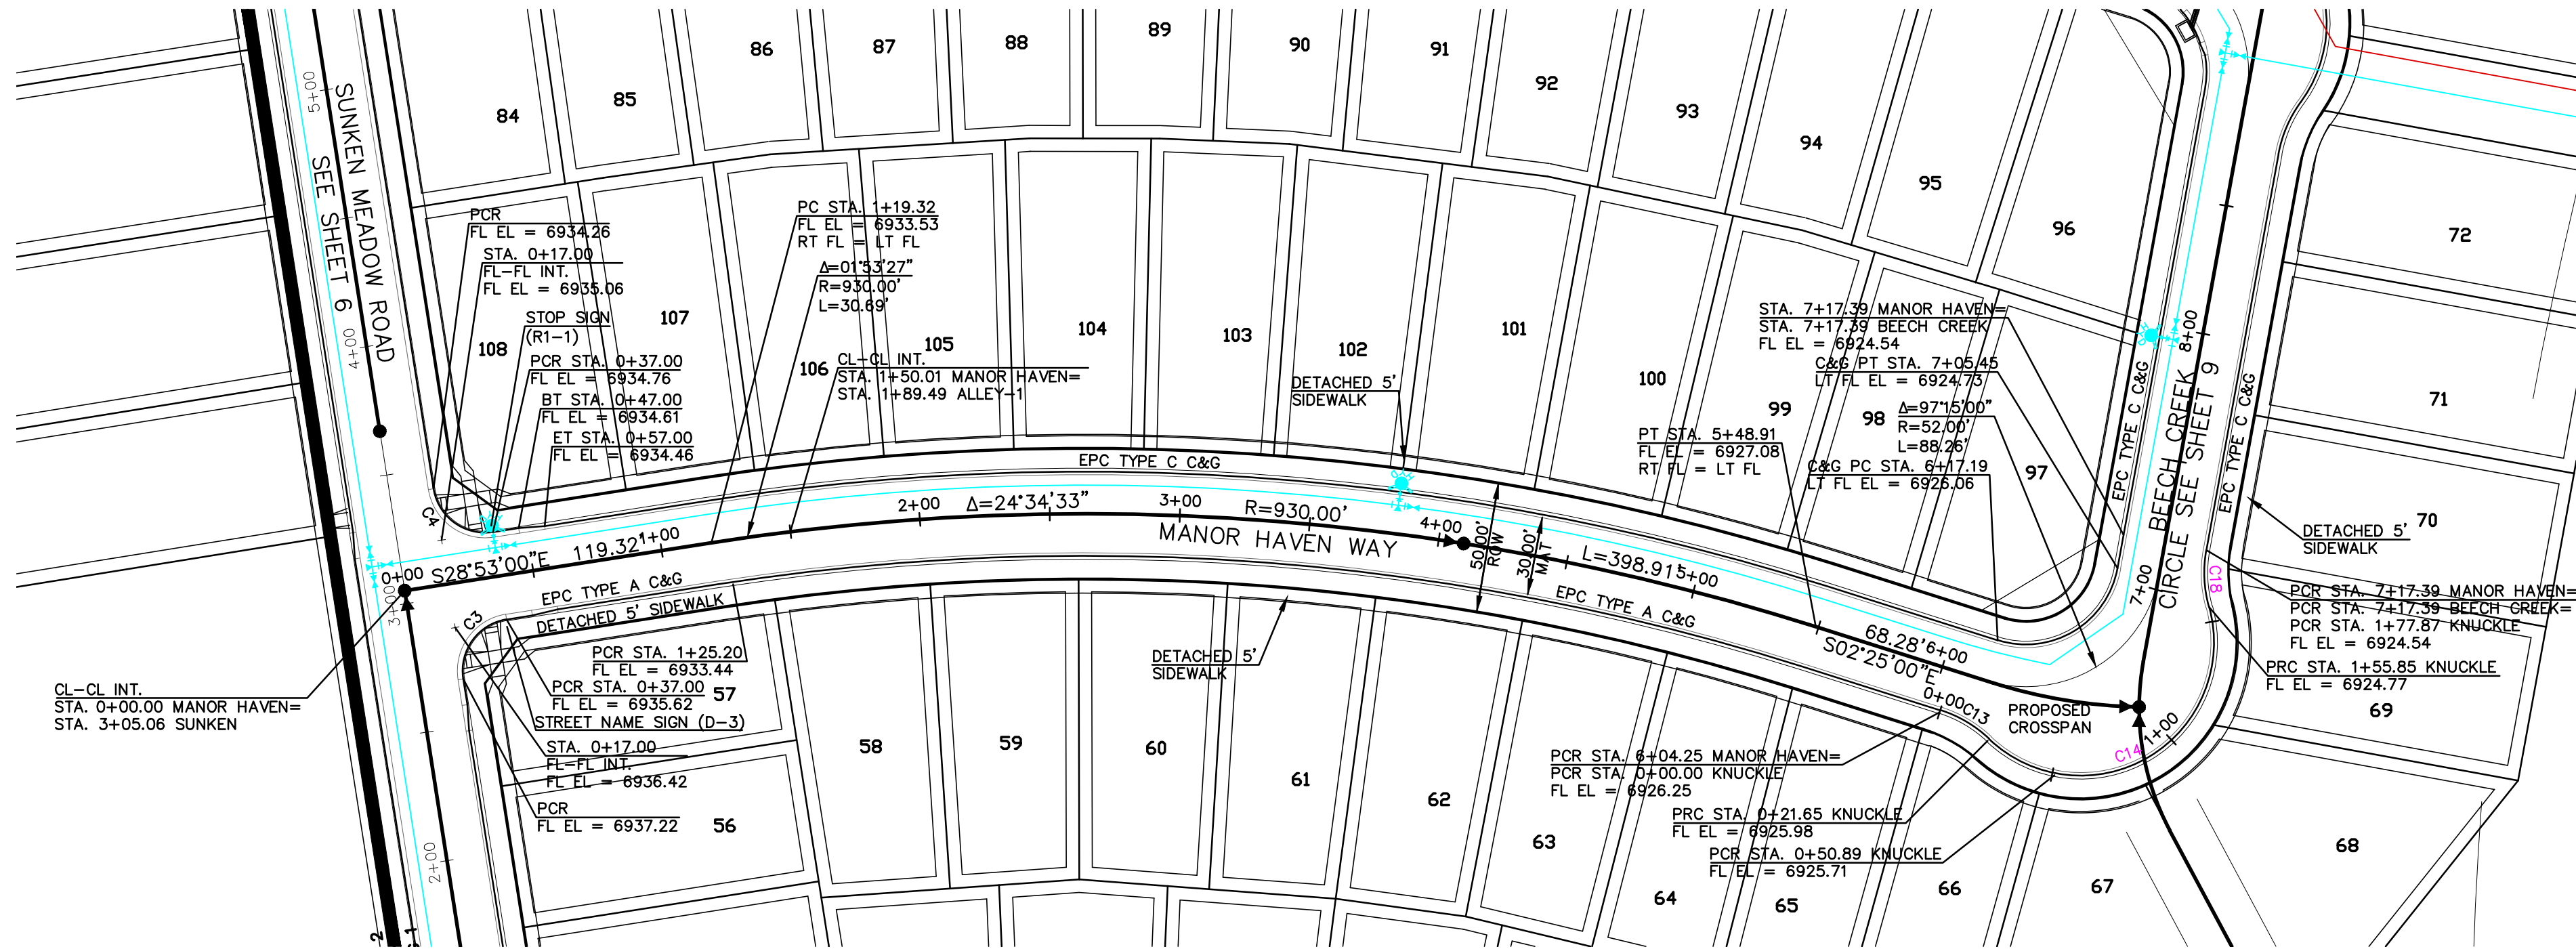 84
85
86
87
88
89
90
91
92
93
94
95
96
72
5+00
SUNKEN MEADOW ROAD
SEE SHEET 6
4+00
PCR
FL EL = 6934.26
STA. 0+17.00
FL-FL INT.
FL EL = 6935.06
STOP SIGN
(R1-1)
PCR STA. 0+37.00
FL EL = 6934.76
BT STA. 0+47.00
FL EL = 6934.61
ET STA. 0+57.00
FL EL = 6934.46
108
107
PC STA. 1+19.32
FL EL = 6933.53
RT FL = LT FL
Δ=01°53'27"
R=930.00'
L=30.69'
106
105
104
103
102
101
100
99
98
97
CL-CL INT.
STA. 1+50.01 MANOR HAVEN=
STA. 1+89.49 ALLEY-1
DETACHED 5'
SIDEWALK
STA. 7+17.39 MANOR HAVEN=
STA. 7+17.39 BEECH CREEK
FL EL = 6924.54
C&G PT STA. 7+05.45
LT FL EL = 6924.73
Δ=97°15'00"
R=52.00'
L=88.26'
PT STA. 5+48.91
FL EL = 6927.08
RT FL = LT FL
C&G PC STA. 6+17.19
LT FL EL = 6926.06
EPC TYPE C C&G
8+00
BEECH CREEK
CIRCLE SEE SHEET 9
EPC TYPE C C&G
7+00
71
70
DETACHED 5'
SIDEWALK
EPC TYPE C C&G
C4
0+00
S28°53'00"E
119.32'
1+00
2+00
Δ=24°34'33"
3+00
R=930.00'
4+00
MANOR HAVEN WAY
50.00'
ROW
30.00'
MAT
L=398.91'
5+00
68.28'
6+00
S02°25'00"E
3+00
EPC TYPE A C&G
DETACHED 5' SIDEWALK
C3
EPC TYPE A C&G
C18
PCR STA. 7+17.39 MANOR HAVEN=
PCR STA. 7+17.39 BEECH CREEK=
PCR STA. 1+77.87 KNUCKLE
FL EL = 6924.54
PRC STA. 1+55.85 KNUCKLE
FL EL = 6924.77
69
CL-CL INT.
STA. 0+00.00 MANOR HAVEN=
STA. 3+05.06 SUNKEN
PCR STA. 1+25.20
FL EL = 6933.44
PCR STA. 0+37.00
FL EL = 6935.62
57
STREET NAME SIGN (D-3)
STA. 0+17.00
FL-FL INT.
FL EL = 6936.42
PCR
FL EL = 6937.22
56
DETACHED 5'
SIDEWALK
58
59
60
61
62
63
64
65
66
67
68
0+00
C13
PROPOSED
CROSSPAN
C14
1+00
PCR STA. 6+04.25 MANOR HAVEN=
PCR STA. 0+00.00 KNUCKLE
FL EL = 6926.25
PRC STA. 0+21.65 KNUCKLE
FL EL = 6925.98
PCR STA. 0+50.89 KNUCKLE
FL EL = 6925.71
2+00
2